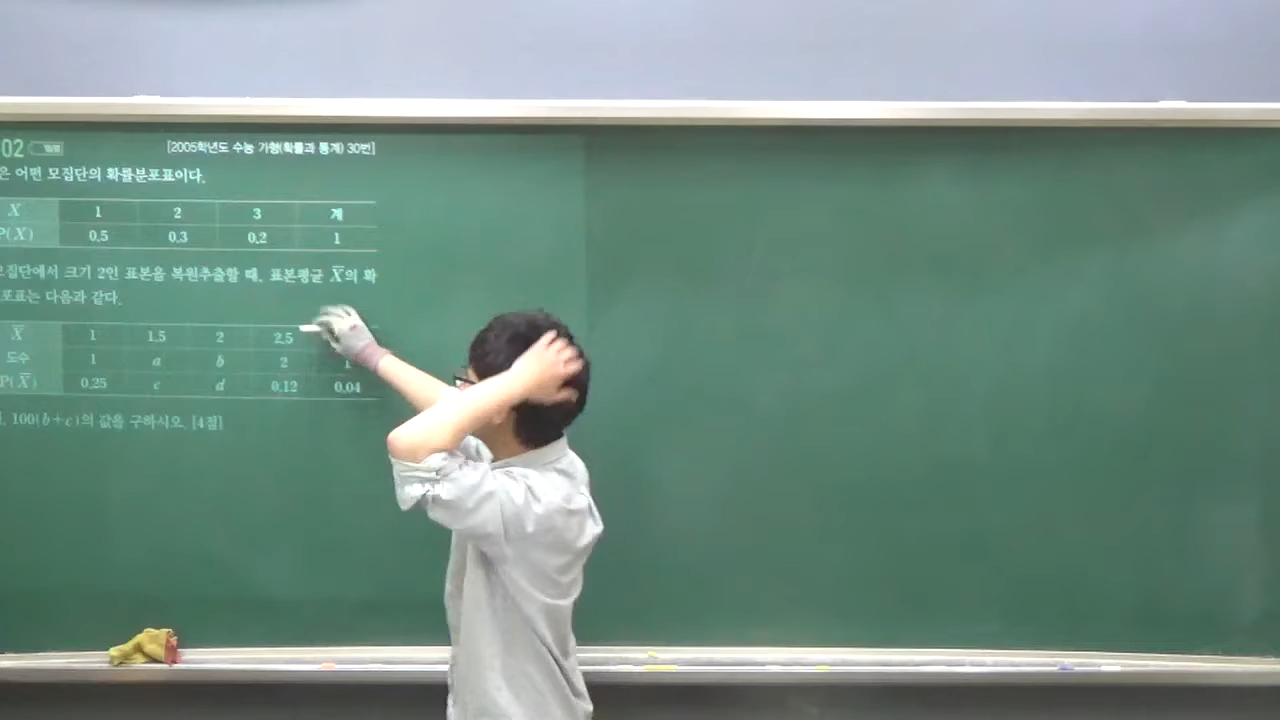 02
[2005학년도 수능 가형(확률과 통계) 30번]
은 어떤 모집단의 확률분포표이다.
X 1 2 3 계
P(X) 0.5 0.3 0.2 1
모집단에서 크기 2인 표본을 복원추출할 때, 표본평균 X̅의 확
포표는 다음과 같다.
X̅ 1 1.5 2 2.5
도수 1 a b 2 1
P(X̅) 0.25 c d 0.12 0.04
, 100(b+c)의 값을 구하시오. [4점]